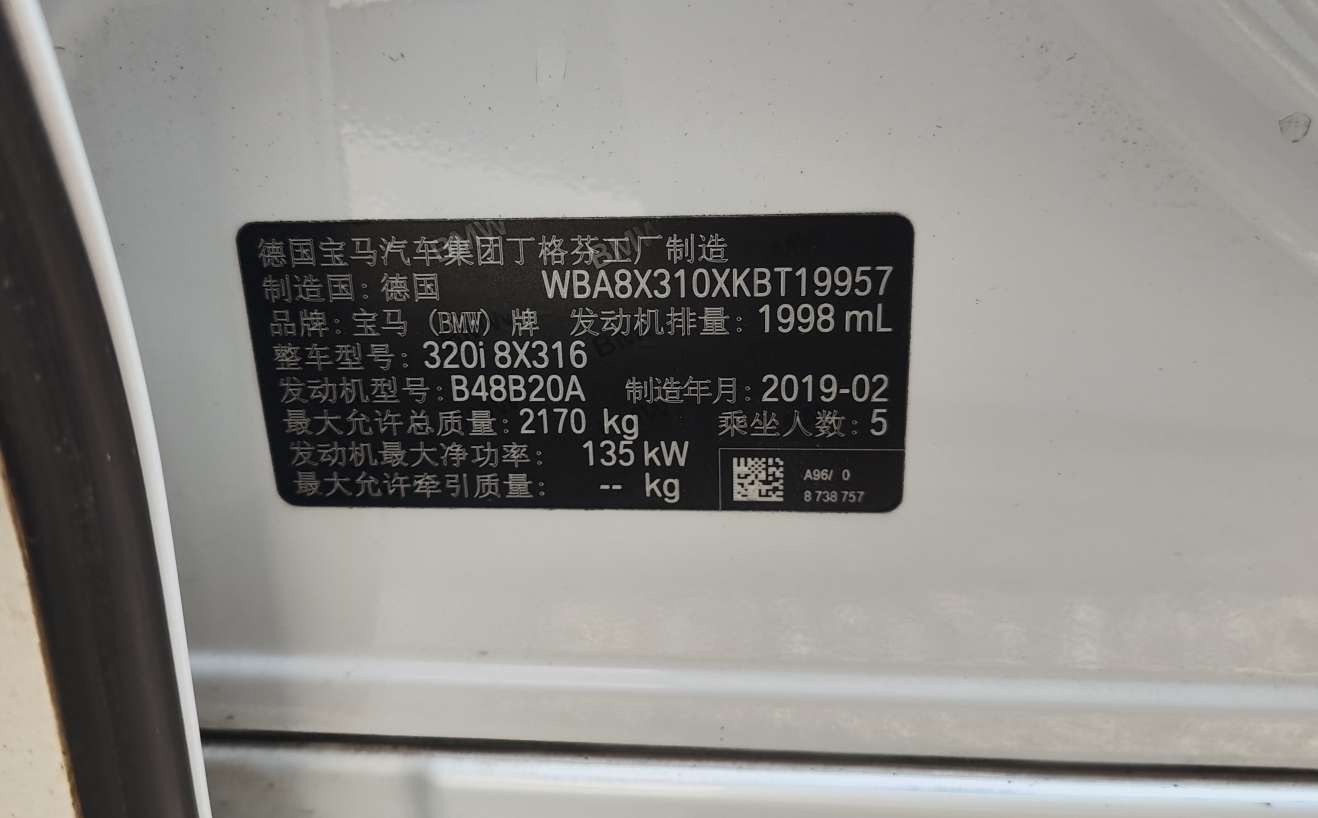 德国宝马汽车集团丁格芬工厂制造
制造国：德国 WBA8X310XKBT19957
品牌：宝马 (BMW) 牌 发动机排量：1998 mL
整车型号：320i 8X316
发动机型号：B48B20A 制造年月：2019-02
最大允许总质量：2170 kg 乘坐人数：5
发动机最大净功率： 135 kW
最大允许牵引质量： -- kg
A96/ 0
8 738 757